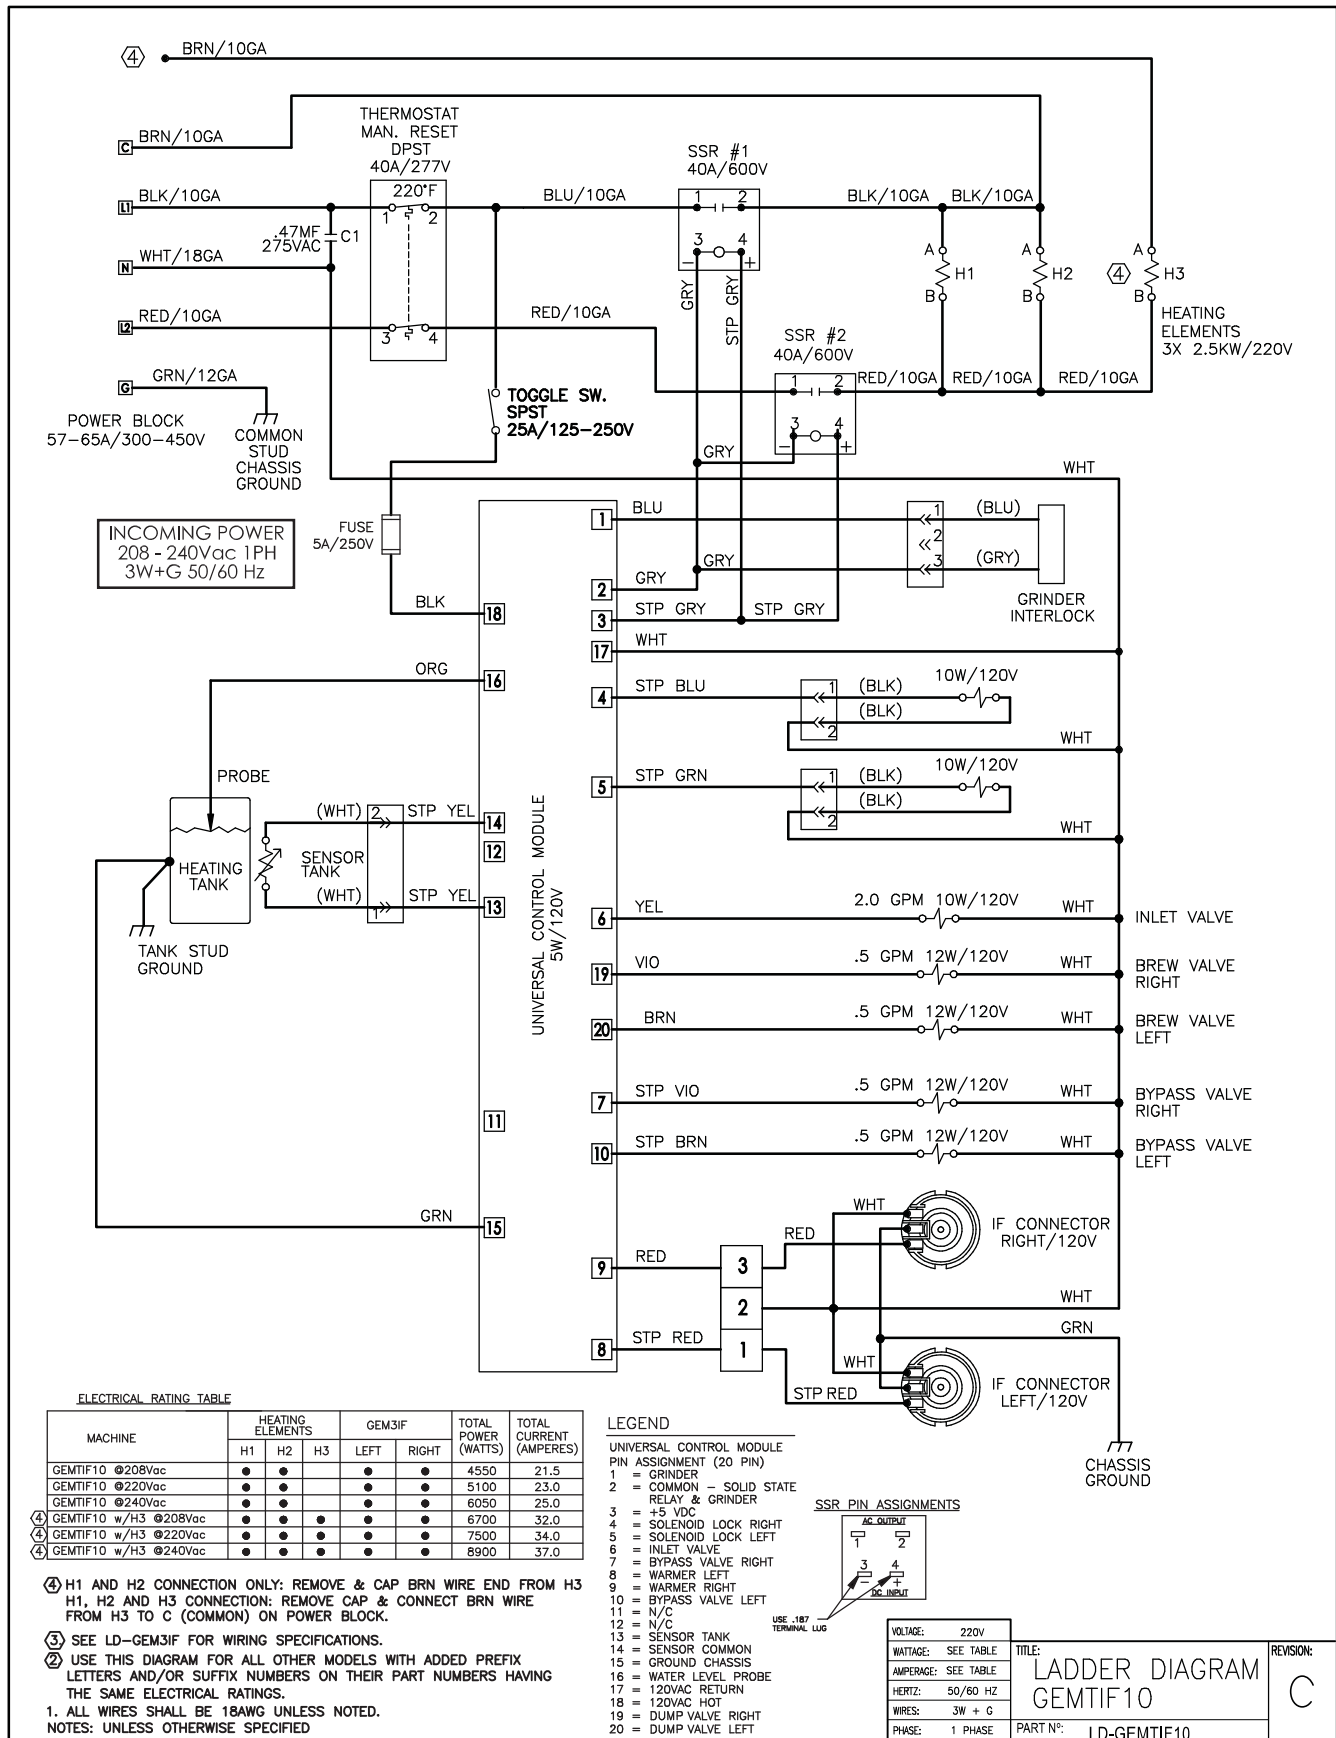 4 BRN/10GA
C BRN/10GA
THERMOSTAT
MAN. RESET
DPST
40A/277V
220°F
1 2
3 4
L1 BLK/10GA
.47MF
275VAC
C1
N WHT/18GA
L2 RED/10GA
G GRN/12GA
POWER BLOCK
57-65A/300-450V
COMMON
STUD
CHASSIS
GROUND
BLU/10GA
RED/10GA
SSR #1
40A/600V
1 2
3 4
- +
GRY
STP GRY
SSR #2
40A/600V
1 2
3 4
- +
BLK/10GA BLK/10GA
A H1 B
A H2 B
4 A H3 B
HEATING
ELEMENTS
3X 2.5KW/220V
RED/10GA RED/10GA RED/10GA
TOGGLE SW.
SPST
25A/125-250V
INCOMING POWER
208 - 240Vac 1PH
3W+G 50/60 Hz
FUSE
5A/250V
BLK 18
ORG 16
PROBE
HEATING
TANK
TANK STUD
GROUND
SENSOR
TANK
(WHT) 2 STP YEL 14
12
(WHT) 1 STP YEL 13
11
GRN 15
UNIVERSAL CONTROL MODULE
5W/120V
GRY
WHT
1 BLU 1 (BLU)
2
GRY 3 (GRY)
GRINDER
INTERLOCK
2 GRY
3 STP GRY STP GRY
17 WHT
4 STP BLU 1 (BLK) 10W/120V
2 (BLK)
WHT
5 STP GRN 1 (BLK) 10W/120V
2 (BLK)
WHT
6 YEL 2.0 GPM 10W/120V WHT INLET VALVE
19 VIO .5 GPM 12W/120V WHT BREW VALVE
RIGHT
20 BRN .5 GPM 12W/120V WHT BREW VALVE
LEFT
7 STP VIO .5 GPM 12W/120V WHT BYPASS VALVE
RIGHT
10 STP BRN .5 GPM 12W/120V WHT BYPASS VALVE
LEFT
WHT
IF CONNECTOR
RIGHT/120V
9 RED 3 RED
2 WHT
GRN
8 STP RED 1 STP RED
WHT
IF CONNECTOR
LEFT/120V
CHASSIS
GROUND
ELECTRICAL RATING TABLE
MACHINE HEATING ELEMENTS GEM3IF TOTAL POWER (WATTS) TOTAL CURRENT (AMPERES)
H1 H2 H3 LEFT RIGHT
GEMTIF10 @208Vac ● ● ● ● 4550 21.5
GEMTIF10 @220Vac ● ● ● ● 5100 23.0
GEMTIF10 @240Vac ● ● ● ● 6050 25.0
4 GEMTIF10 w/H3 @208Vac ● ● ● ● ● 6700 32.0
4 GEMTIF10 w/H3 @220Vac ● ● ● ● ● 7500 34.0
4 GEMTIF10 w/H3 @240Vac ● ● ● ● ● 8900 37.0
4 H1 AND H2 CONNECTION ONLY: REMOVE & CAP BRN WIRE END FROM H3
H1, H2 AND H3 CONNECTION: REMOVE CAP & CONNECT BRN WIRE
FROM H3 TO C (COMMON) ON POWER BLOCK.
3. SEE LD-GEM3IF FOR WIRING SPECIFICATIONS.
2 USE THIS DIAGRAM FOR ALL OTHER MODELS WITH ADDED PREFIX
LETTERS AND/OR SUFFIX NUMBERS ON THEIR PART NUMBERS HAVING
THE SAME ELECTRICAL RATINGS.
1. ALL WIRES SHALL BE 18AWG UNLESS NOTED.
NOTES: UNLESS OTHERWISE SPECIFIED
LEGEND
UNIVERSAL CONTROL MODULE
PIN ASSIGNMENT (20 PIN)
1 = GRINDER
2 = COMMON - SOLID STATE
RELAY & GRINDER
3 = +5 VDC
4 = SOLENOID LOCK RIGHT
5 = SOLENOID LOCK LEFT
6 = INLET VALVE
7 = BYPASS VALVE RIGHT
8 = WARMER LEFT
9 = WARMER RIGHT
10 = BYPASS VALVE LEFT
11 = N/C
12 = N/C
13 = SENSOR TANK
14 = SENSOR COMMON
15 = GROUND CHASSIS
16 = WATER LEVEL PROBE
17 = 120VAC RETURN
18 = 120VAC HOT
19 = DUMP VALVE RIGHT
20 = DUMP VALVE LEFT
SSR PIN ASSIGNMENTS
AC OUTPUT
1 2
3 4
- +
DC INPUT
USE .187
TERMINAL LUG
VOLTAGE: 220V
WATTAGE: SEE TABLE
AMPERAGE: SEE TABLE
HERTZ: 50/60 HZ
WIRES: 3W + G
PHASE: 1 PHASE
TITLE:
LADDER DIAGRAM
GEMTIF10
PART Nº: LD-GEMTIF10
REVISION:
C